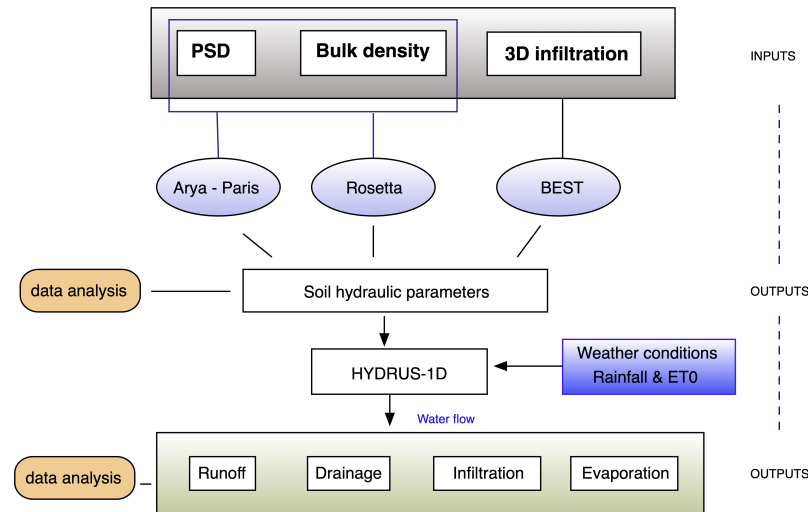 PSD
Bulk density
3D infiltration
INPUTS
Arya - Paris
Rosetta
BEST
data analysis
Soil hydraulic parameters
OUTPUTS
HYDRUS-1D
Weather conditions
Rainfall & ET0
Water flow
data analysis
Runoff
Drainage
Infiltration
Evaporation
OUTPUTS